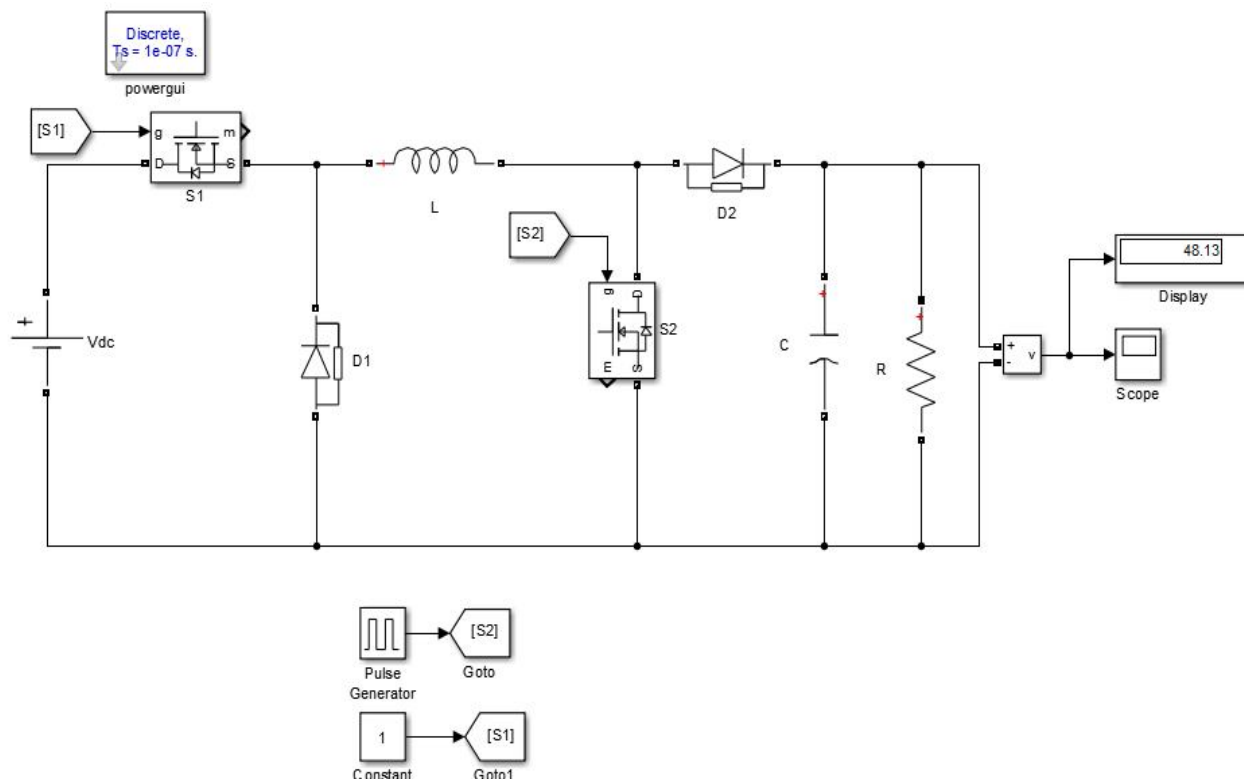 Discrete,
Ts = 1e-07 s.
powergui
[S1]
g
m
D
S
S1
+
L
D2
[S2]
g
D
S2
m
S
+
Vdc
D1
+
C
+
R
+
-
v
48.13
Display
Scope
[S2]
Pulse
Generator
Goto
1
[S1]
Constant
Goto1